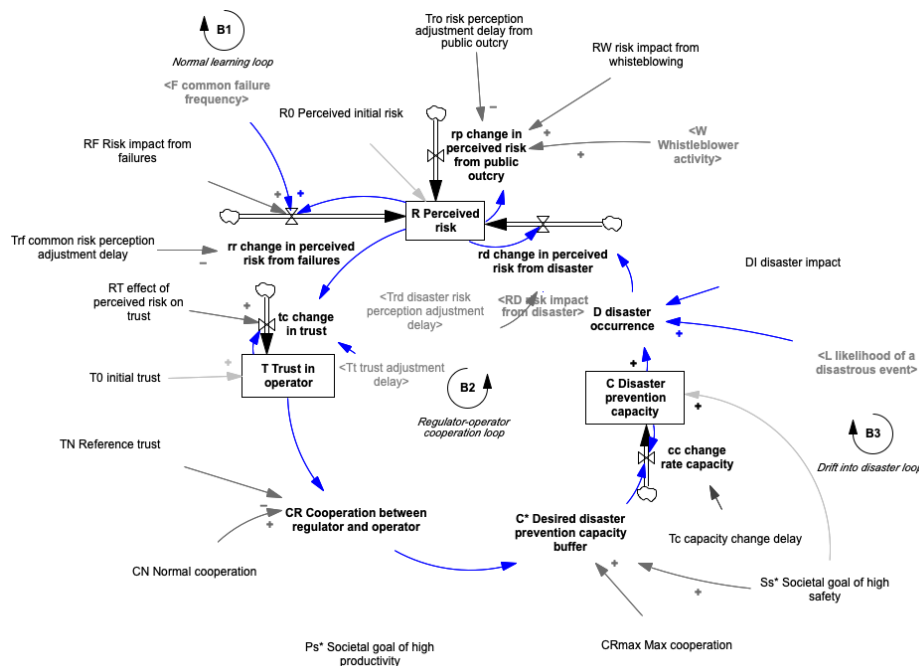 B1
Normal learning loop
<F common failure
frequency>
Tro risk perception
adjustment delay from
public outcry
RW risk impact from
whisteblowing
R0 Perceived initial risk
RF Risk impact from
failures
rp change in
perceived risk
from public
outcry
<W
Whistleblower
activity>
R Perceived
risk
Trf common risk perception
adjustment delay
rr change in perceived
risk from failures
rd change in perceived
risk from disaster
DI disaster impact
RT effect of
perceived risk on
trust
tc change
in trust
<Trd disaster risk
perception adjustment
delay>
<RD risk impact
from disaster>
D disaster
occurrence
T0 initial trust
T Trust in
operator
<Tt trust adjustment
delay>
B2
Regulator-operator
cooperation loop
<L likelihood of a
disastrous event>
C Disaster
prevention
capacity
B3
Drift into disaster loop
TN Reference trust
cc change
rate capacity
CR Cooperation between
regulator and operator
C* Desired disaster
prevention capacity
buffer
Tc capacity change delay
CN Normal cooperation
Ss* Societal goal of high
safety
Ps* Societal goal of high
productivity
CRmax Max cooperation